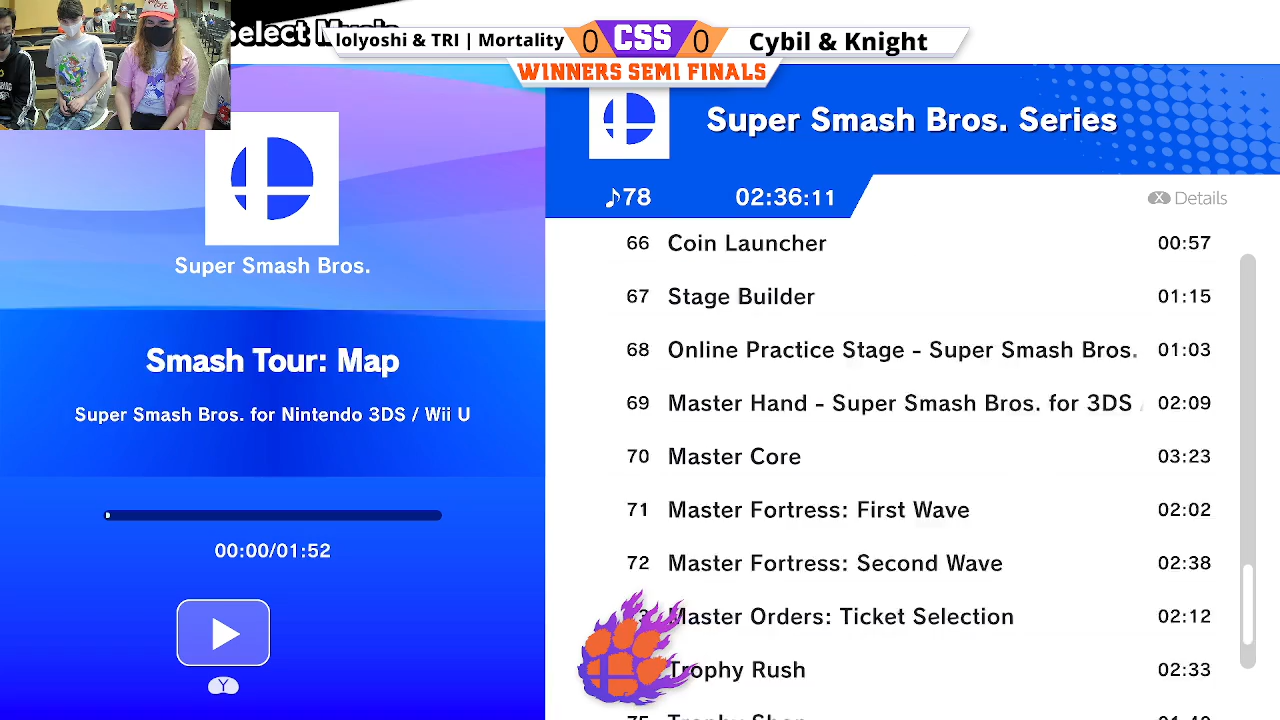 Select Music
lolyoshi & TRI | Mortality
0
CSS
0
Cybil & Knight
WINNERS SEMI FINALS
Super Smash Bros. Series
♪78
02:36:11
X Details
Super Smash Bros.
Smash Tour: Map
Super Smash Bros. for Nintendo 3DS / Wii U
00:00/01:52
Y
66 Coin Launcher 00:57
67 Stage Builder 01:15
68 Online Practice Stage - Super Smash Bros. 01:03
69 Master Hand - Super Smash Bros. for 3DS / 02:09
70 Master Core 03:23
71 Master Fortress: First Wave 02:02
72 Master Fortress: Second Wave 02:38
3 Master Orders: Ticket Selection 02:12
Trophy Rush 02:33